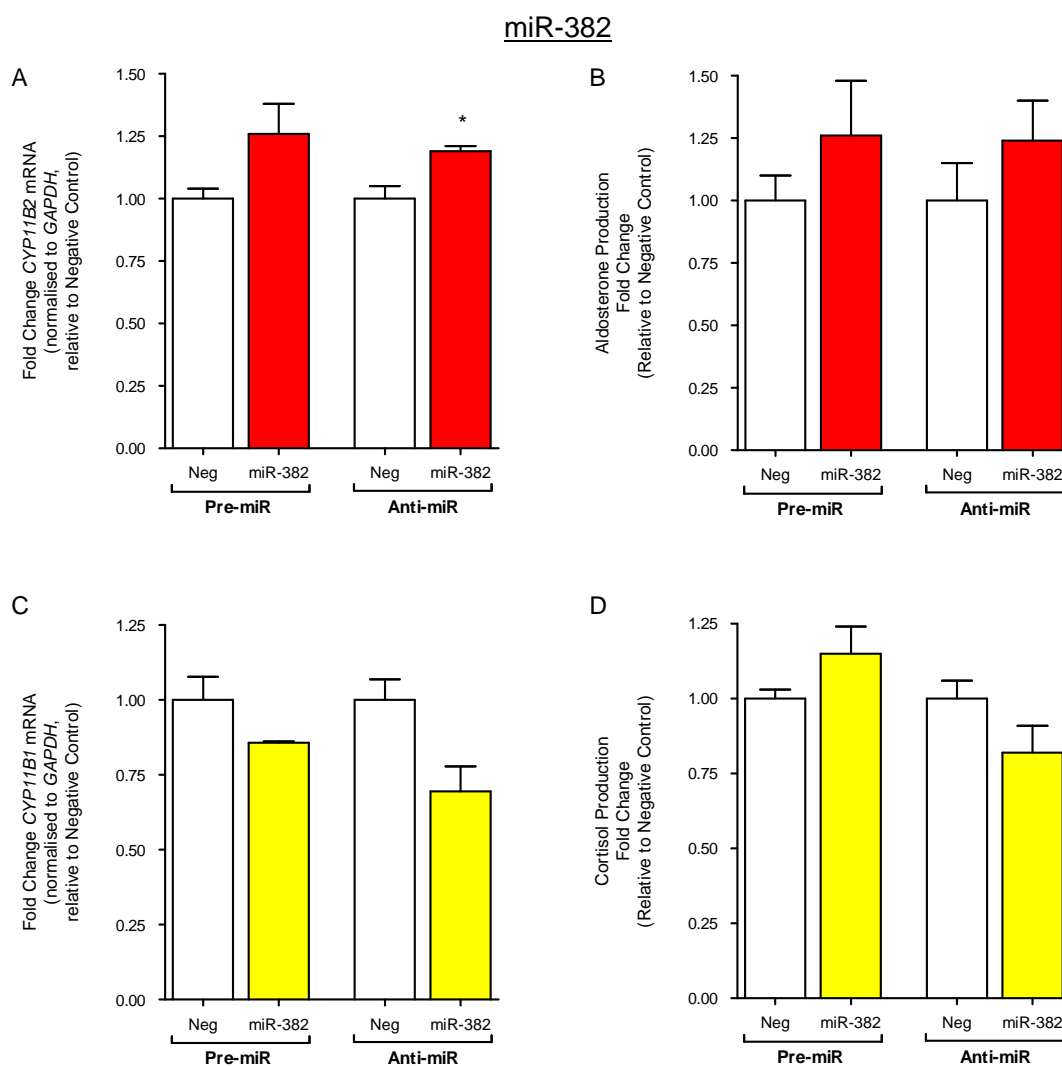 miR-382
A
Fold Change CYP11B2 mRNA
(normalised to GAPDH,
relative to Negative Control)
1.50
1.25
1.00
0.75
0.50
0.25
0.00
*
Neg miR-382 Neg miR-382
Pre-miR Anti-miR
B
Aldosterone Production
Fold Change
(Relative to Negative Control)
1.50
1.25
1.00
0.75
0.50
0.25
0.00
Neg miR-382 Neg miR-382
Pre-miR Anti-miR
C
Fold Change CYP11B1 mRNA
(normalised to GAPDH,
relative to Negative Control)
1.25
1.00
0.75
0.50
0.25
0.00
Neg miR-382 Neg miR-382
Pre-miR Anti-miR
D
Cortisol Production
Fold Change
(Relative to Negative Control)
1.25
1.00
0.75
0.50
0.25
0.00
Neg miR-382 Neg miR-382
Pre-miR Anti-miR